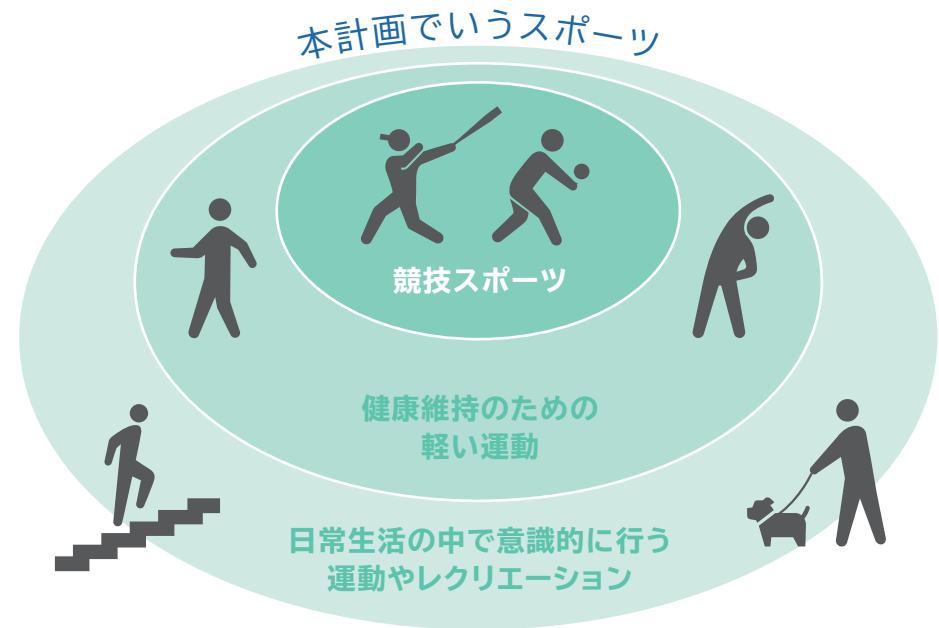 本計画でいうスポーツ
競技スポーツ
健康維持のための
軽い運動
日常生活の中で意識的に行う
運動やレクリエーション